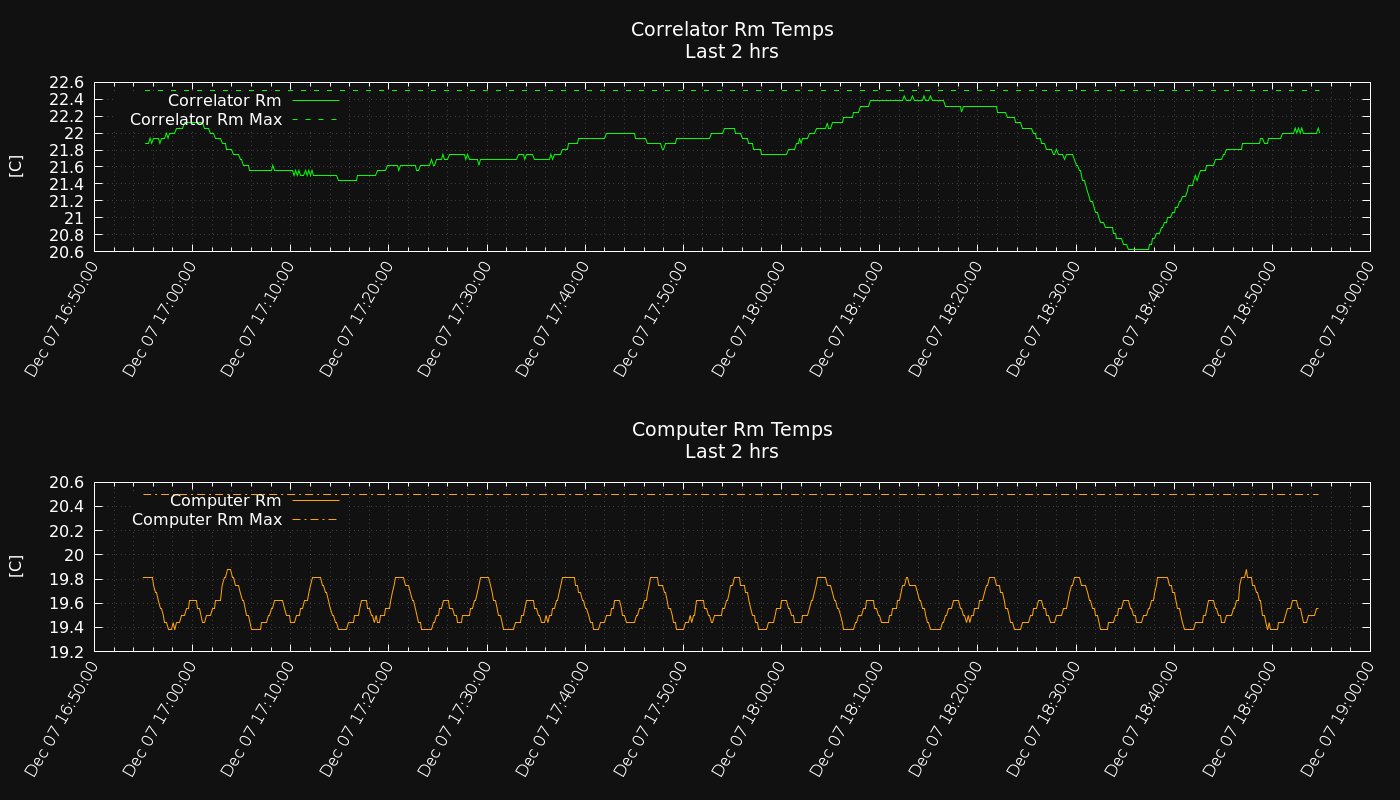 Correlator Rm Temps
Last 2 hrs
22.6
22.4
22.2
22
21.8
21.6
21.4
21.2
21
20.8
20.6
[C]
Correlator Rm
Correlator Rm Max
Dec 07 16:50:00
Dec 07 17:00:00
Dec 07 17:10:00
Dec 07 17:20:00
Dec 07 17:30:00
Dec 07 17:40:00
Dec 07 17:50:00
Dec 07 18:00:00
Dec 07 18:10:00
Dec 07 18:20:00
Dec 07 18:30:00
Dec 07 18:40:00
Dec 07 18:50:00
Dec 07 19:00:00
Computer Rm Temps
Last 2 hrs
20.6
20.4
20.2
20
19.8
19.6
19.4
19.2
[C]
Computer Rm
Computer Rm Max
Dec 07 16:50:00
Dec 07 17:00:00
Dec 07 17:10:00
Dec 07 17:20:00
Dec 07 17:30:00
Dec 07 17:40:00
Dec 07 17:50:00
Dec 07 18:00:00
Dec 07 18:10:00
Dec 07 18:20:00
Dec 07 18:30:00
Dec 07 18:40:00
Dec 07 18:50:00
Dec 07 19:00:00